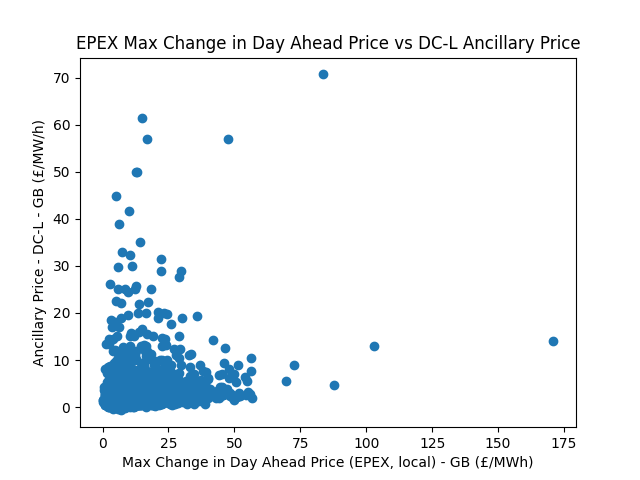 EPEX Max Change in Day Ahead Price vs DC-L Ancillary Price
70
60
50
40
30
20
10
0
Ancillary Price - DC-L - GB (£/MW/h)
0 25 50 75 100 125 150 175
Max Change in Day Ahead Price (EPEX, local) - GB (£/MWh)